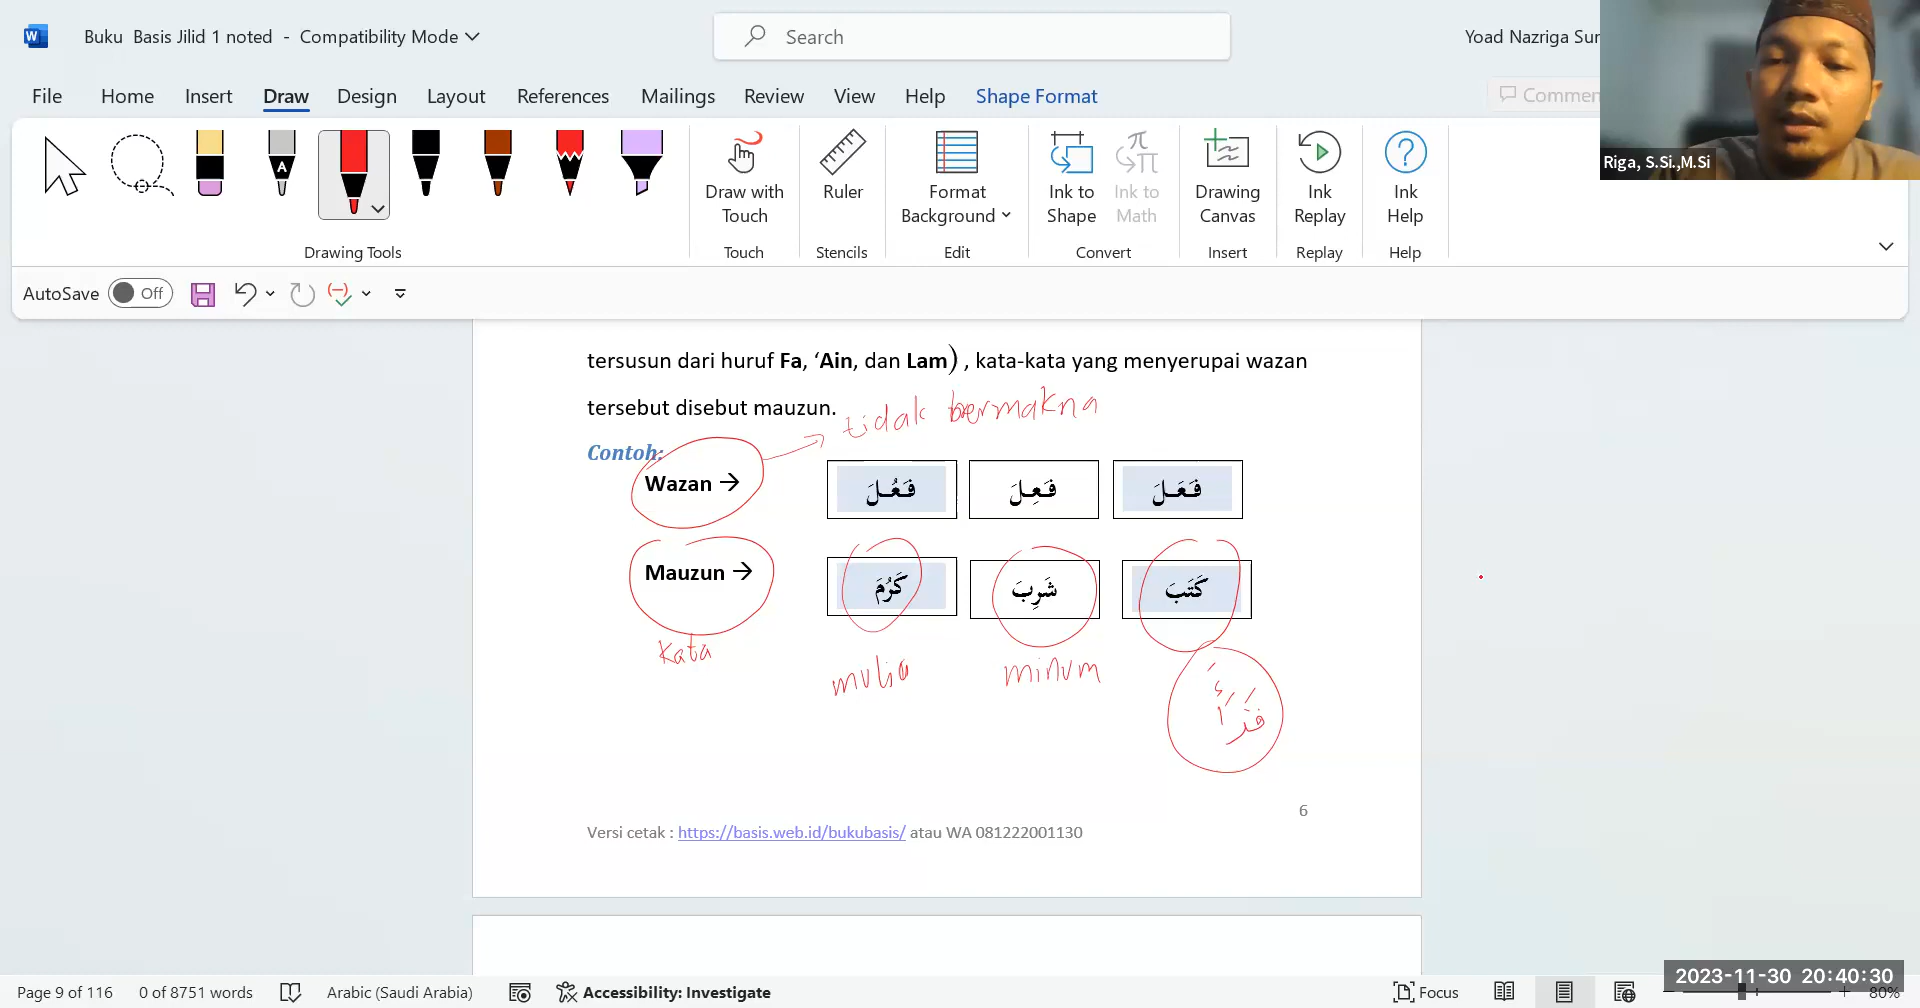 Buku Basis Jilid 1 noted - Compatibility Mode
Search
Yoad Nazriga Sur
File Home Insert Draw Design Layout References Mailings Review View Help Shape Format
Commen
Riga, S.Si.,M.Si
A
Draw with Touch
Ruler
Format Background
Ink to Shape
Ink to Math
Drawing Canvas
Ink Replay
Ink Help
Drawing Tools Touch Stencils Edit Convert Insert Replay Help
AutoSave Off
tersusun dari huruf Fa, ‘Ain, dan Lam) , kata-kata yang menyerupai wazan
tersebut disebut mauzun.
tidak bermakna
Contoh:
Wazan →
فَعُلَ فَعِلَ فَعَلَ
Mauzun →
كَرُمَ شَرِبَ كَتَبَ
kata
mulia minum
قَرَأَ
6
Versi cetak : https://basis.web.id/bukubasis/ atau WA 081222001130
Page 9 of 116 0 of 8751 words Arabic (Saudi Arabia) Accessibility: Investigate Focus 80%
2023-11-30 20:40:30